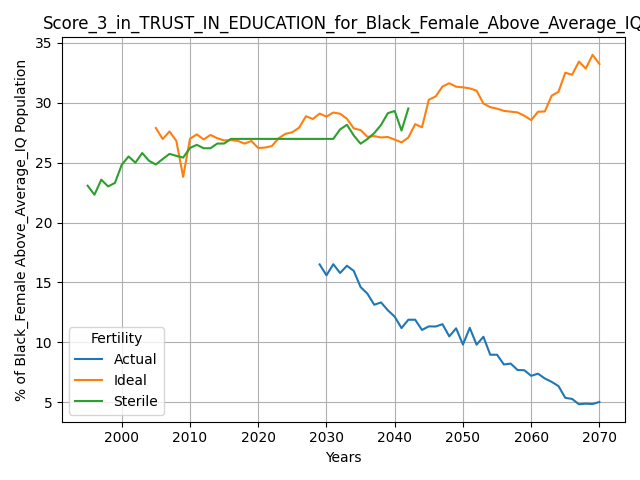 Score_3_in_TRUST_IN_EDUCATION_for_Black_Female_Above_Average_IQ
% of Black_Female Above_Average_IQ Population
35
30
25
20
15
10
5
Fertility
Actual
Ideal
Sterile
2000 2010 2020 2030 2040 2050 2060 2070
Years